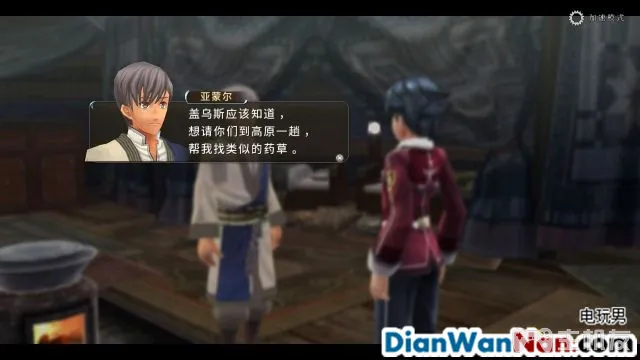 加速模式
亚蒙尔
盖乌斯应该知道，
想请你们到高原一趟，
帮我找类似的药草。
电玩男
DianWanNan.com